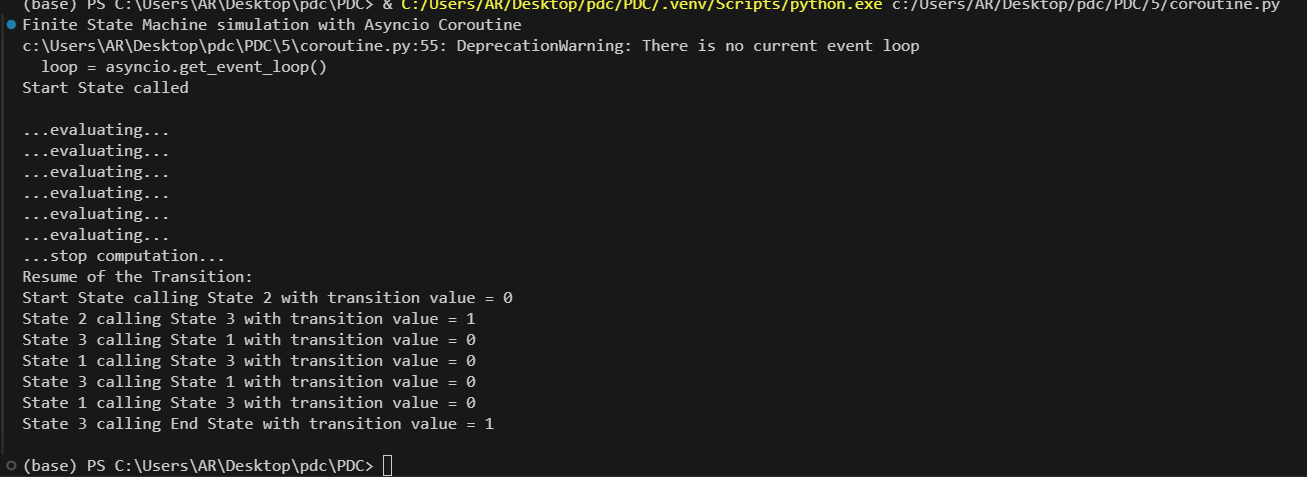 (base) PS C:\Users\AR\Desktop\pdc\PDC> & C:/Users/AR/Desktop/pdc/PDC/.venv/Scripts/python.exe c:/Users/AR/Desktop/pdc/PDC/5/coroutine.py
Finite State Machine simulation with Asyncio Coroutine
c:\Users\AR\Desktop\pdc\PDC\5\coroutine.py:55: DeprecationWarning: There is no current event loop
  loop = asyncio.get_event_loop()
Start State called
...evaluating...
...evaluating...
...evaluating...
...evaluating...
...evaluating...
...evaluating...
...stop computation...
Resume of the Transition:
Start State calling State 2 with transition value = 0
State 2 calling State 3 with transition value = 1
State 3 calling State 1 with transition value = 0
State 1 calling State 3 with transition value = 0
State 3 calling State 1 with transition value = 0
State 1 calling State 3 with transition value = 0
State 3 calling End State with transition value = 1
(base) PS C:\Users\AR\Desktop\pdc\PDC>